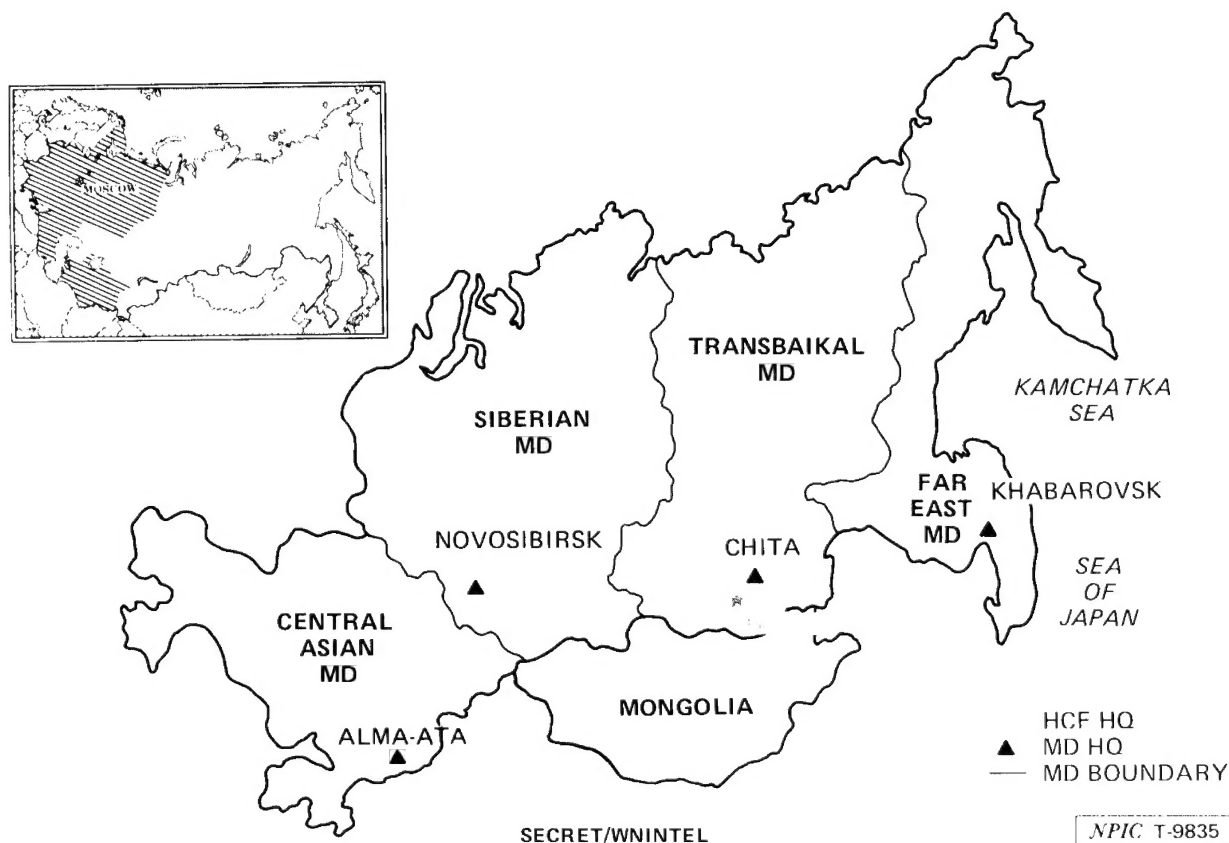 MOSCOW
TRANSBAIKAL
MD
KAMCHATKA
SEA
SIBERIAN
MD
FAR
EAST
MD
KHABAROVSK
NOVOSIBIRSK
CHITA
SEA
OF
JAPAN
CENTRAL
ASIAN
MD
MONGOLIA
ALMA-ATA
HCF HQ
MD HQ
MD BOUNDARY
SECRET/WNINTEL
NPIC T-9835